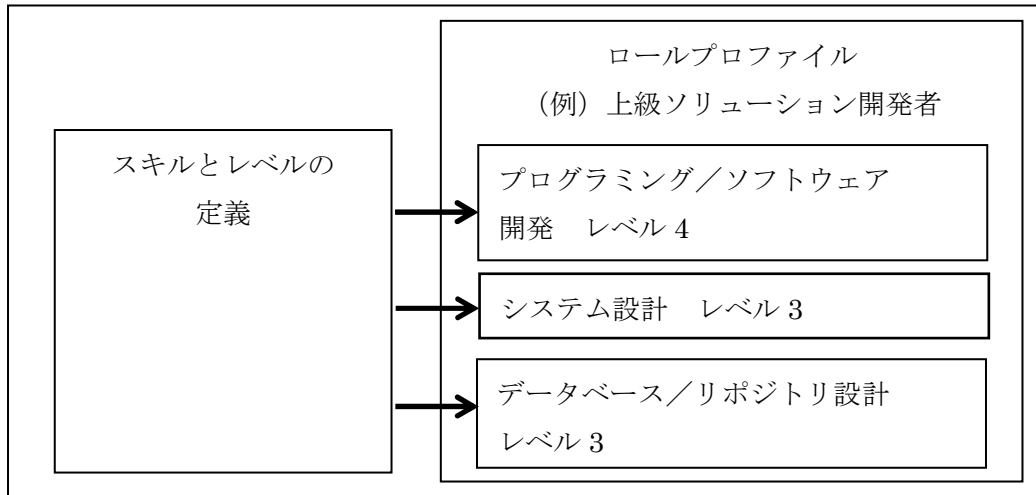 ロールプロファイル
（例）上級ソリューション開発者
スキルとレベルの
定義
プログラミング／ソフトウェア
開発　レベル 4
システム設計　レベル 3
データベース／リポジトリ設計
レベル 3